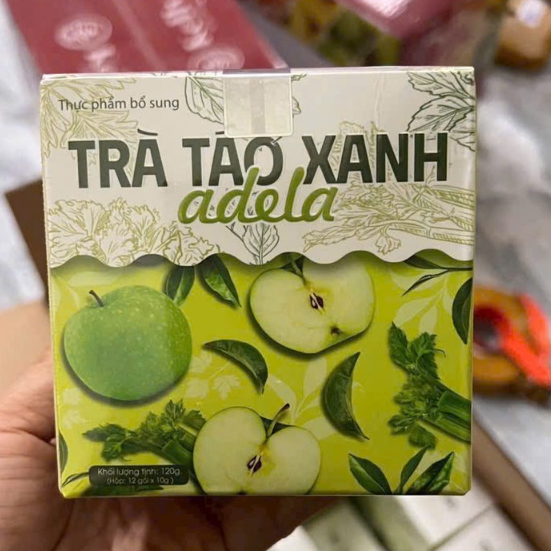 Thực phẩm bổ sung
TRÀ TÁO XANH
adela
Khối lượng tịnh: 120g
(Hộp: 12 gói x 10g)